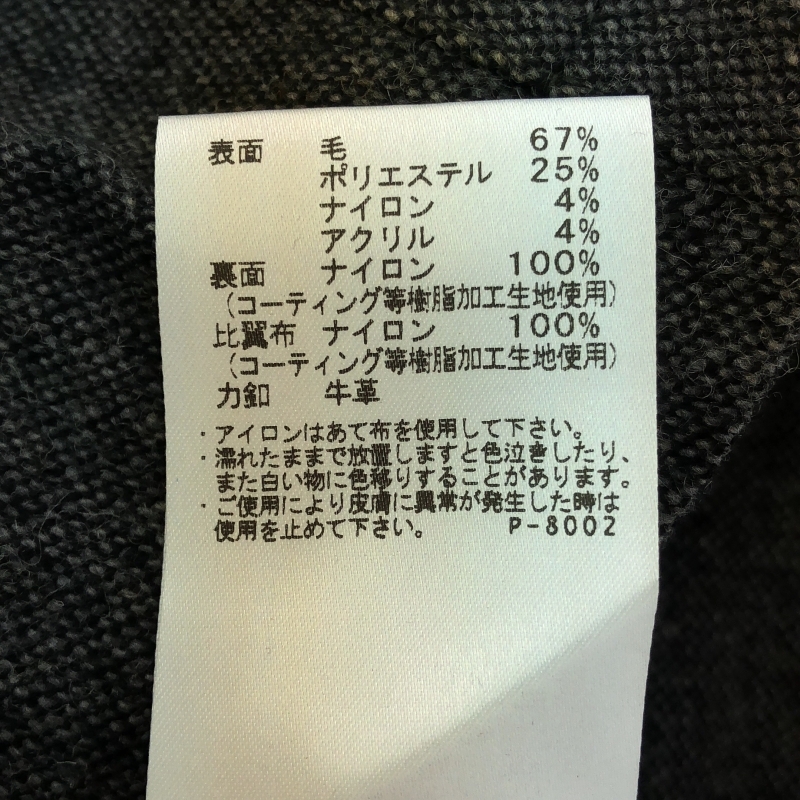 表面 毛 67%
ポリエステル 25%
ナイロン 4%
アクリル 4%
裏面 ナイロン 100%
(コーティング等樹脂加工生地使用)
比翼布 ナイロン 100%
(コーティング等樹脂加工生地使用)
力釦 牛革
・アイロンはあて布を使用して下さい。
・濡れたままで放置しますと色泣きしたり、
また白い物に色移りすることがあります。
・ご使用により皮膚に異常が発生した時は
使用を止めて下さい。 P-8002